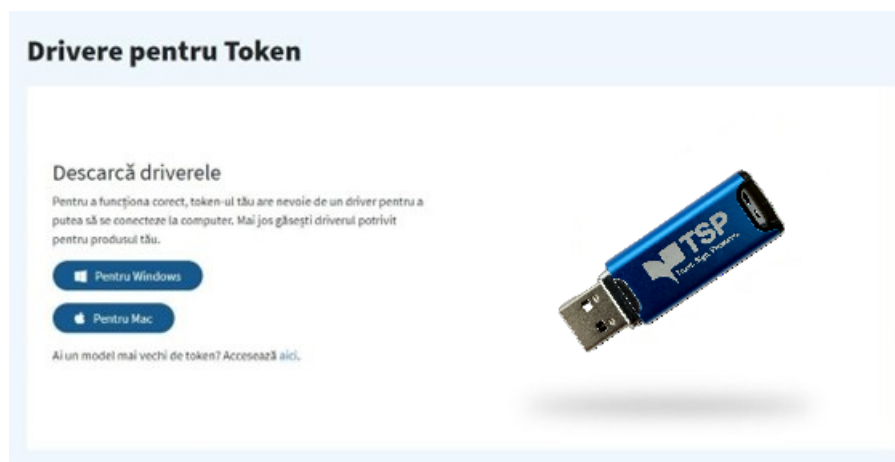 Drivere pentru Token
Descarcă driverele
Pentru a funcționa corect, token-ul tău are nevoie de un driver pentru a
putea să se conecteze la computer. Mai jos găsești driverul potrivit
pentru produsul tău.
Pentru Windows
Pentru Mac
Ai un model mai vechi de token? Accesează aici.
TSP
Trust. Sign.